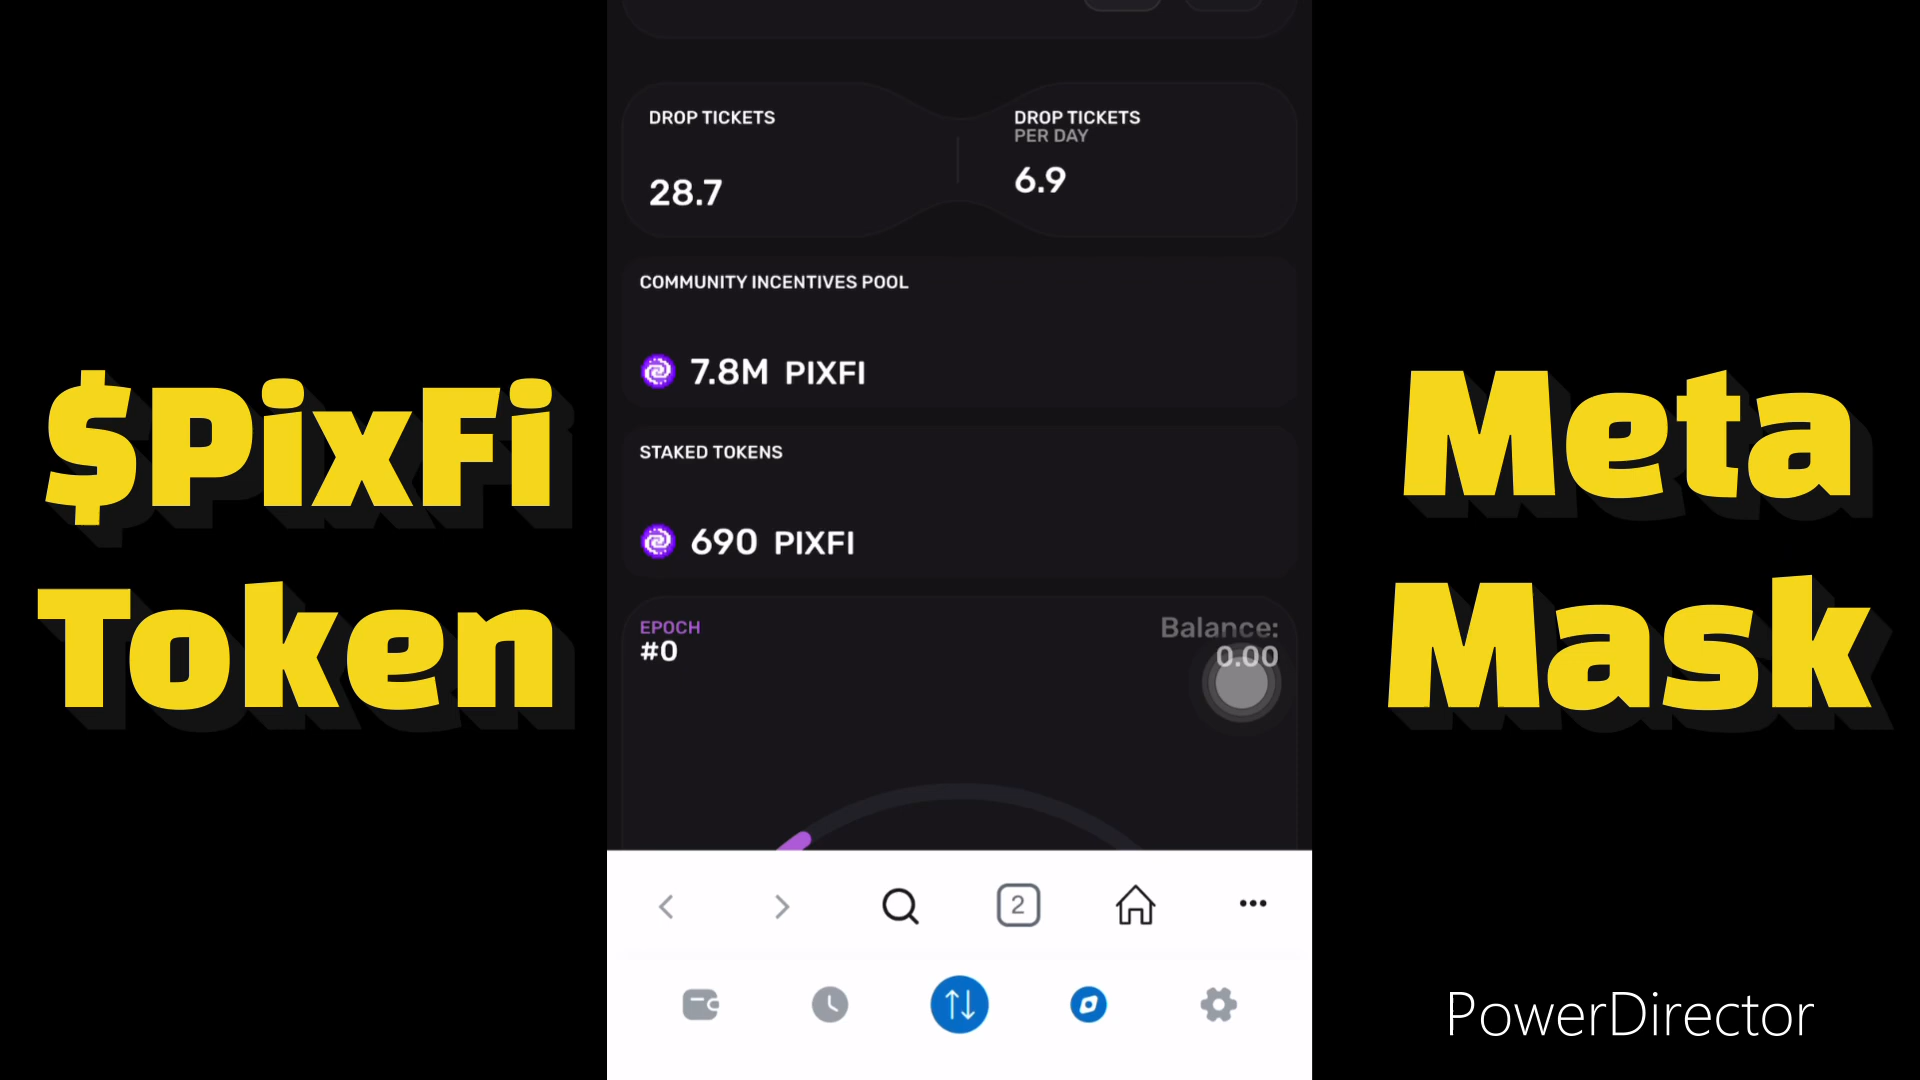 $PixFi
Token
DROP TICKETS
28.7
DROP TICKETS
PER DAY
6.9
COMMUNITY INCENTIVES POOL
7.8M PIXFI
STAKED TOKENS
690 PIXFI
EPOCH
#0
Balance:
0.00
2
Meta
Mask
PowerDirector